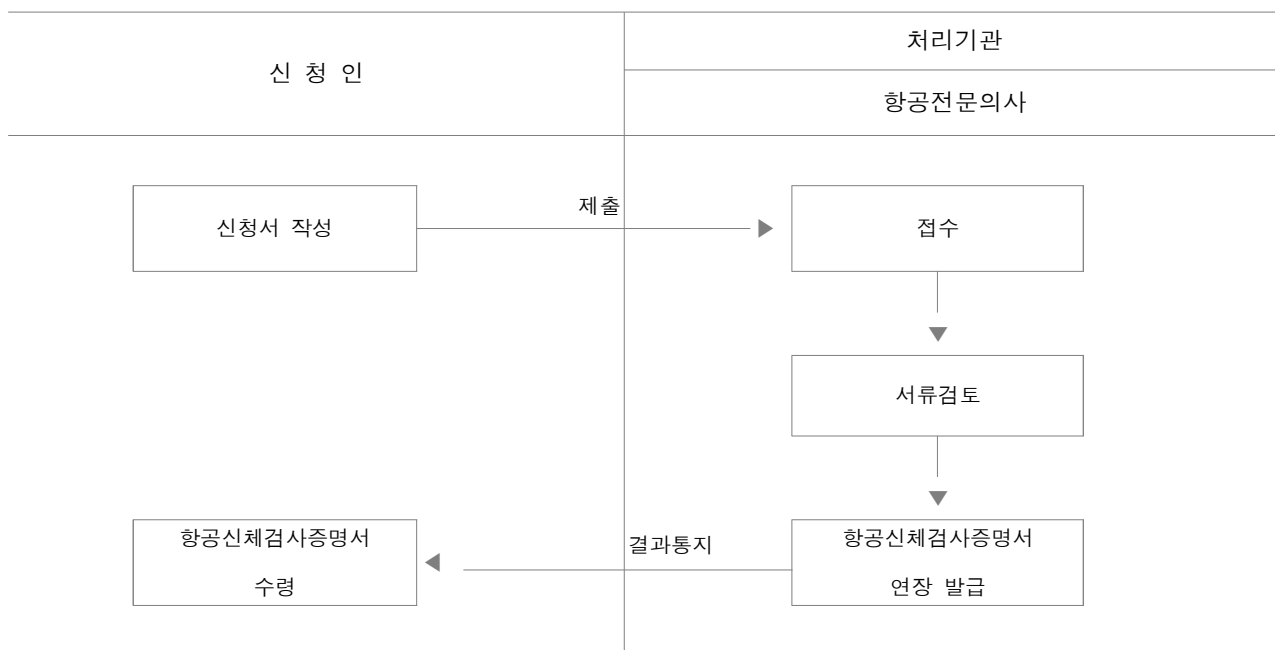 신 청 인
처리기관
항공전문의사
신청서 작성
제출
접수
서류검토
항공신체검사증명서
연장 발급
결과통지
항공신체검사증명서
수령